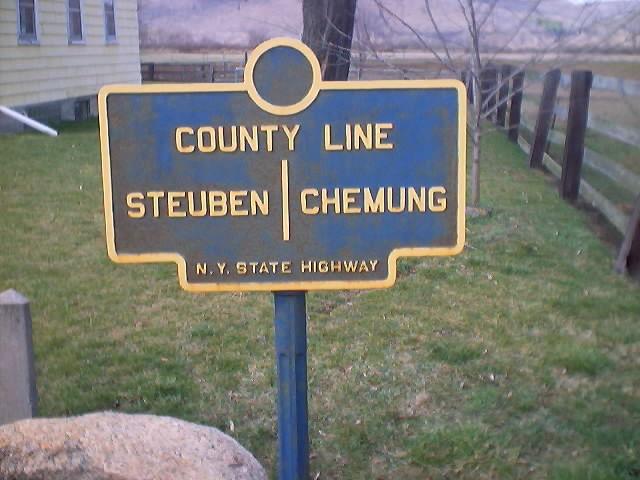 COUNTY LINE
STEUBEN | CHEMUNG
N.Y. STATE HIGHWAY